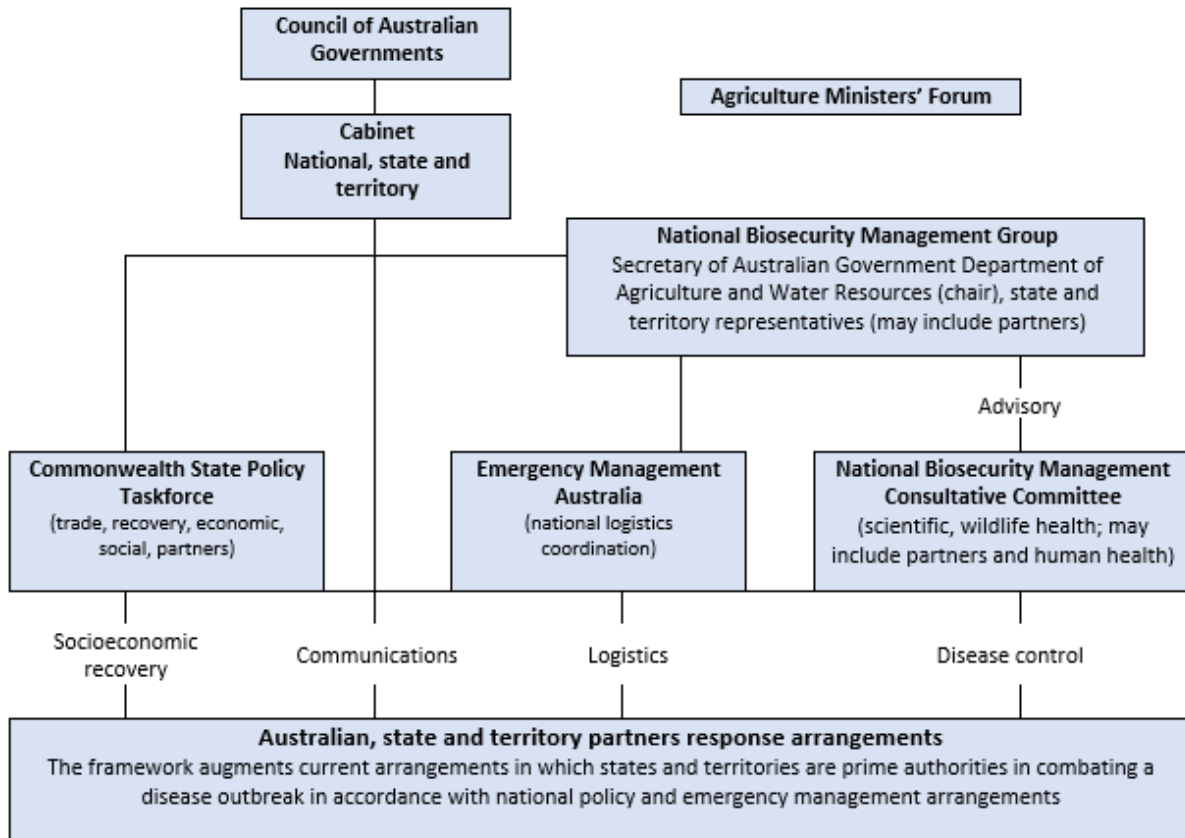 Council of Australian
Governments
Agriculture Ministers’ Forum
Cabinet
National, state and
territory
National Biosecurity Management Group
Secretary of Australian Government Department of
Agriculture and Water Resources (chair), state and
territory representatives (may include partners)
Advisory
Commonwealth State Policy
Taskforce
(trade, recovery, economic,
social, partners)
Emergency Management
Australia
(national logistics
coordination)
National Biosecurity Management
Consultative Committee
(scientific, wildlife health; may
include partners and human health)
Socioeconomic
recovery
Communications
Logistics
Disease control
Australian, state and territory partners response arrangements
The framework augments current arrangements in which states and territories are prime authorities in combating a
disease outbreak in accordance with national policy and emergency management arrangements